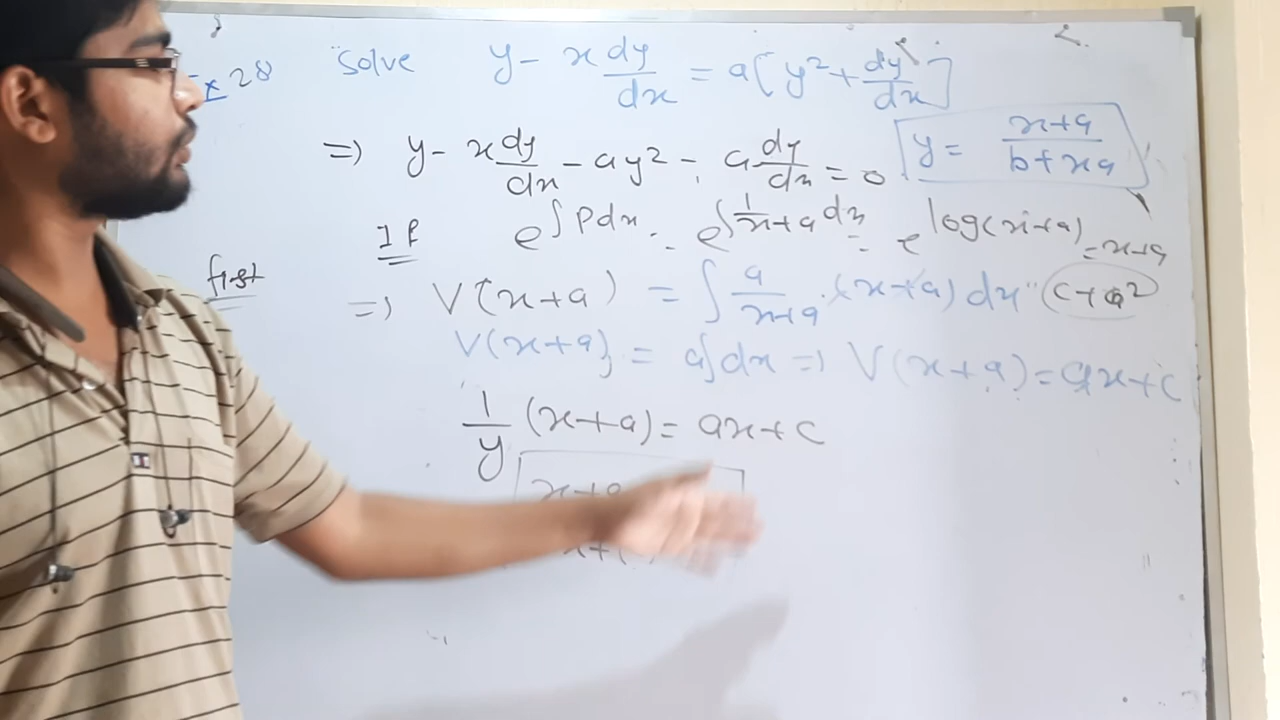 Ex 28 Solve y - x dy/dx = a[y² + dy/dx]
=> y - x dy/dx - ay² - a dy/dx = 0
y = x+a / b+xa
IF e^∫Pdx = e^∫1/x+a dx = e^log(x+a) = x+a
first => V(x+a) = ∫ a/x+a · (x+a) dx
c+a²
V(x+a) = a∫dx => V(x+a) = ax+c
1/y (x+a) = ax+c
x+a